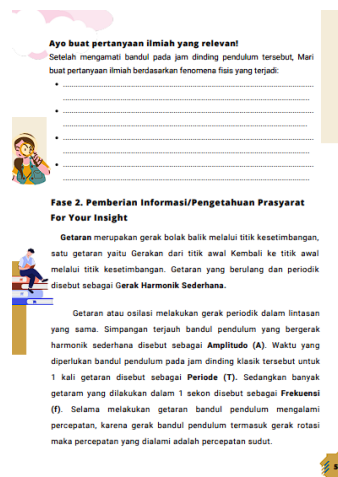 Ayo buat pertanyaan ilmiah yang relevan!
Setelah mengamati bandul pada jam dinding pendulum tersebut, Mari
buat pertanyaan ilmiah berdasarkan fenomena fisis yang terjadi:
Fase 2. Pemberian Informasi/Pengetahuan Prasyarat
For Your Insight
Getaran merupakan gerak bolak balik melalui titik kesetimbangan,
satu getaran yaitu Gerakan dari titik awal Kembali ke titik awal
melalui titik kesetimbangan. Getaran yang berulang dan periodik
disebut sebagai Gerak Harmonik Sederhana.
Getaran atau osilasi melakukan gerak periodik dalam lintasan
yang sama. Simpangan terjauh bandul pendulum yang bergerak
harmonik sederhana disebut sebagai Amplitudo (A). Waktu yang
diperlukan bandul pendulum pada jam dinding klasik tersebut untuk
1 kali getaran disebut sebagai Periode (T). Sedangkan banyak
getaram yang dilakukan dalam 1 sekon disebut sebagai Frekuensi
(f). Selama melakukan getaran bandul pendulum mengalami
percepatan, karena gerak bandul pendulum termasuk gerak rotasi
maka percepatan yang dialami adalah percepatan sudut.